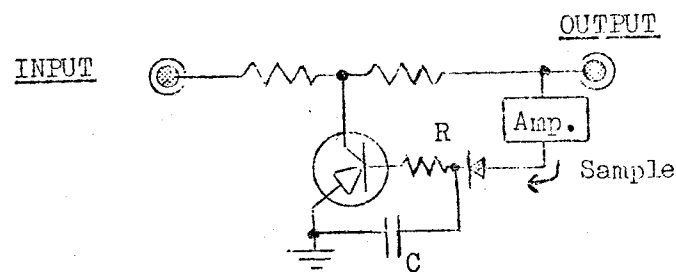 OUTPUT
INPUT
R
Amp.
Sample
C